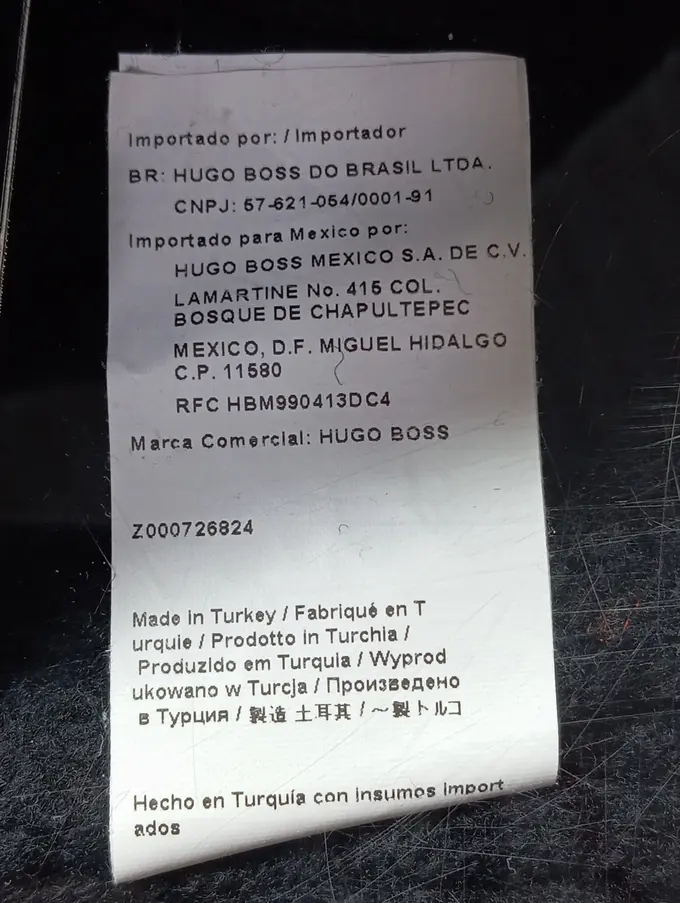 Importado por: / Importador
BR: HUGO BOSS DO BRASIL LTDA.
CNPJ: 57-621-054/0001-91
Importado para Mexico por:
HUGO BOSS MEXICO S.A. DE C.V.
LAMARTINE No. 415 COL.
BOSQUE DE CHAPULTEPEC
MEXICO, D.F. MIGUEL HIDALGO
C.P. 11580
RFC HBM990413DC4
Marca Comercial: HUGO BOSS
Z000726824
Made in Turkey / Fabriqué en T
urquie / Prodotto in Turchia /
Produzido em Turquia / Wyprod
ukowano w Turcja / Произведено
в Турция / 製造 土耳其 / ～製トルコ
Hecho en Turquía con insumos import
ados